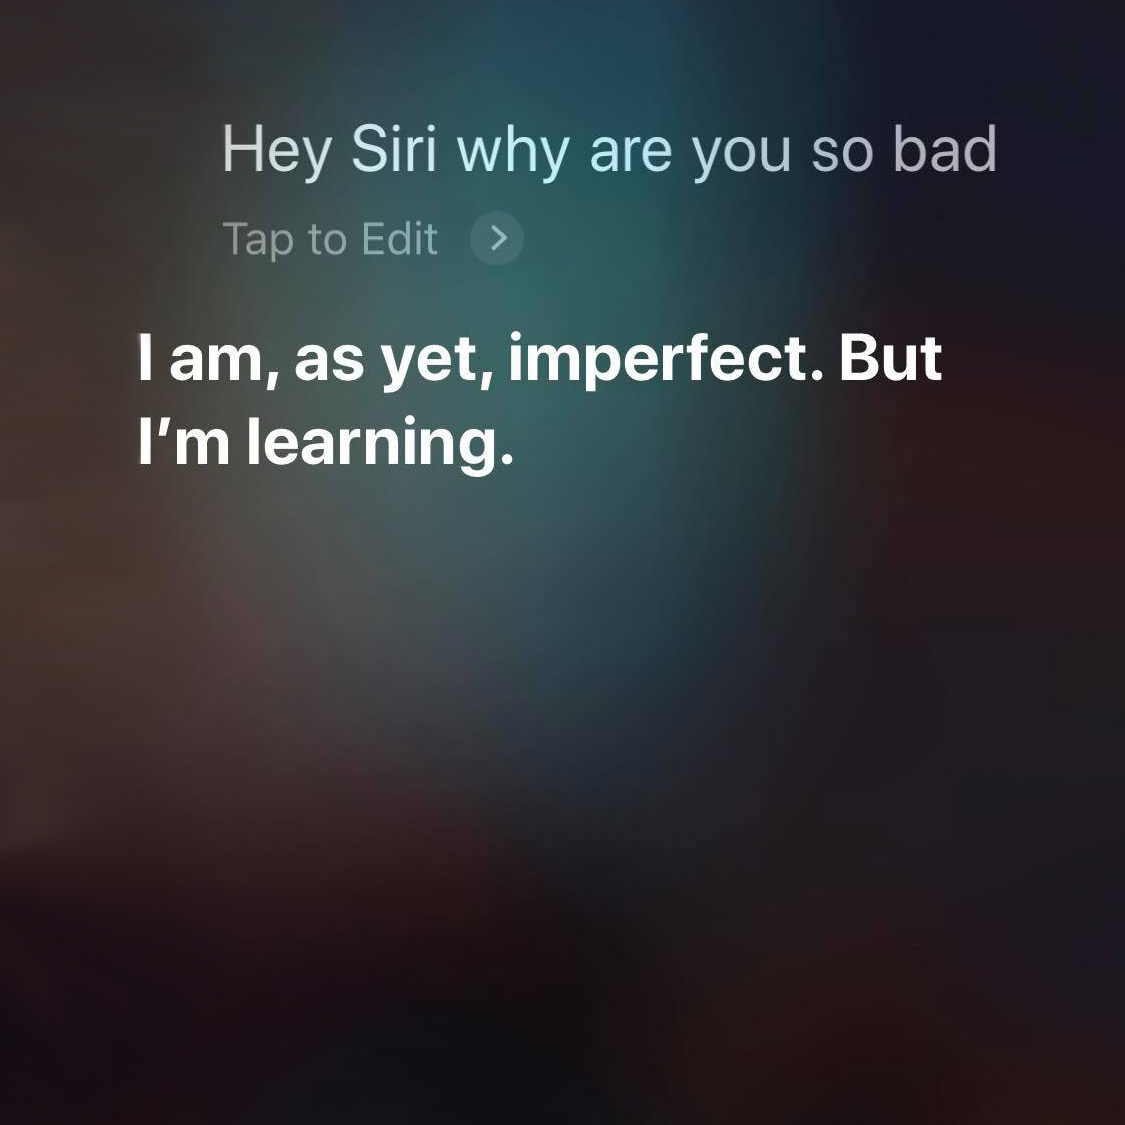 Hey Siri why are you so bad
Tap to Edit
I am, as yet, imperfect. But
I’m learning.